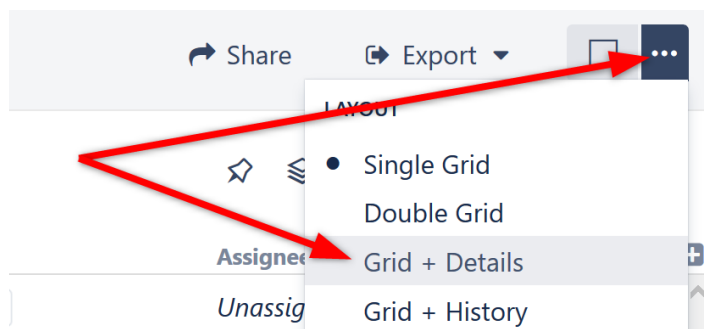 Share
Export
LAYOUT
Single Grid
Double Grid
Assignee
Grid + Details
Unassig
Grid + History